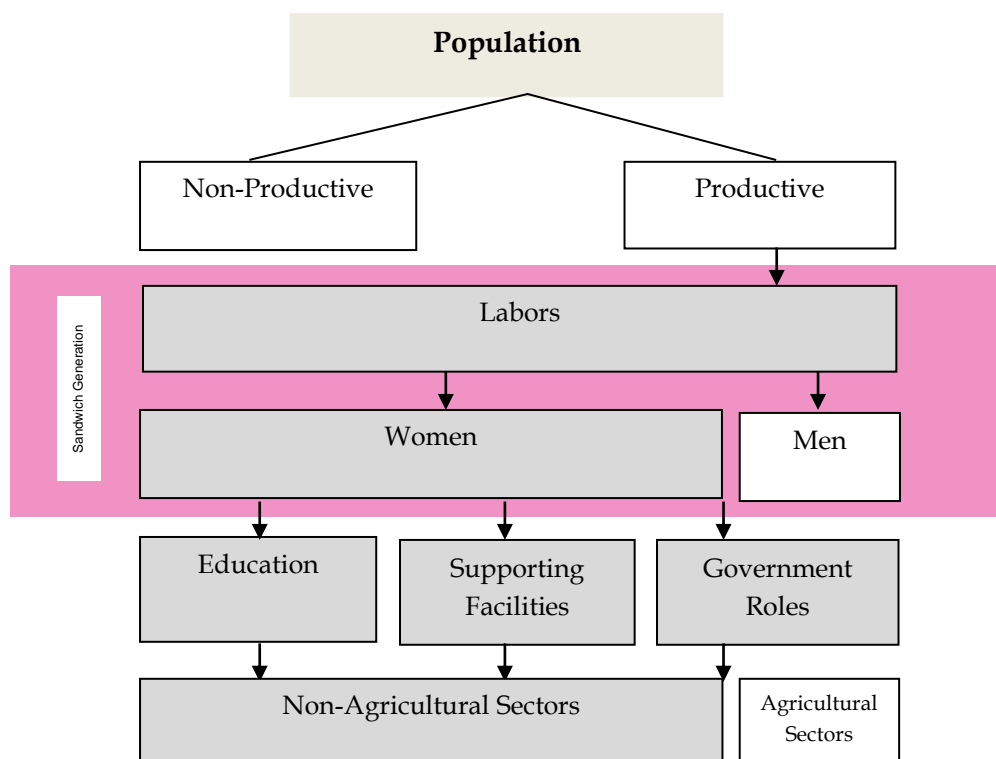 Population
Non-Productive
Productive
Sandwich Generation
Labors
Women
Men
Education
Supporting
Facilities
Government
Roles
Non-Agricultural Sectors
Agricultural
Sectors